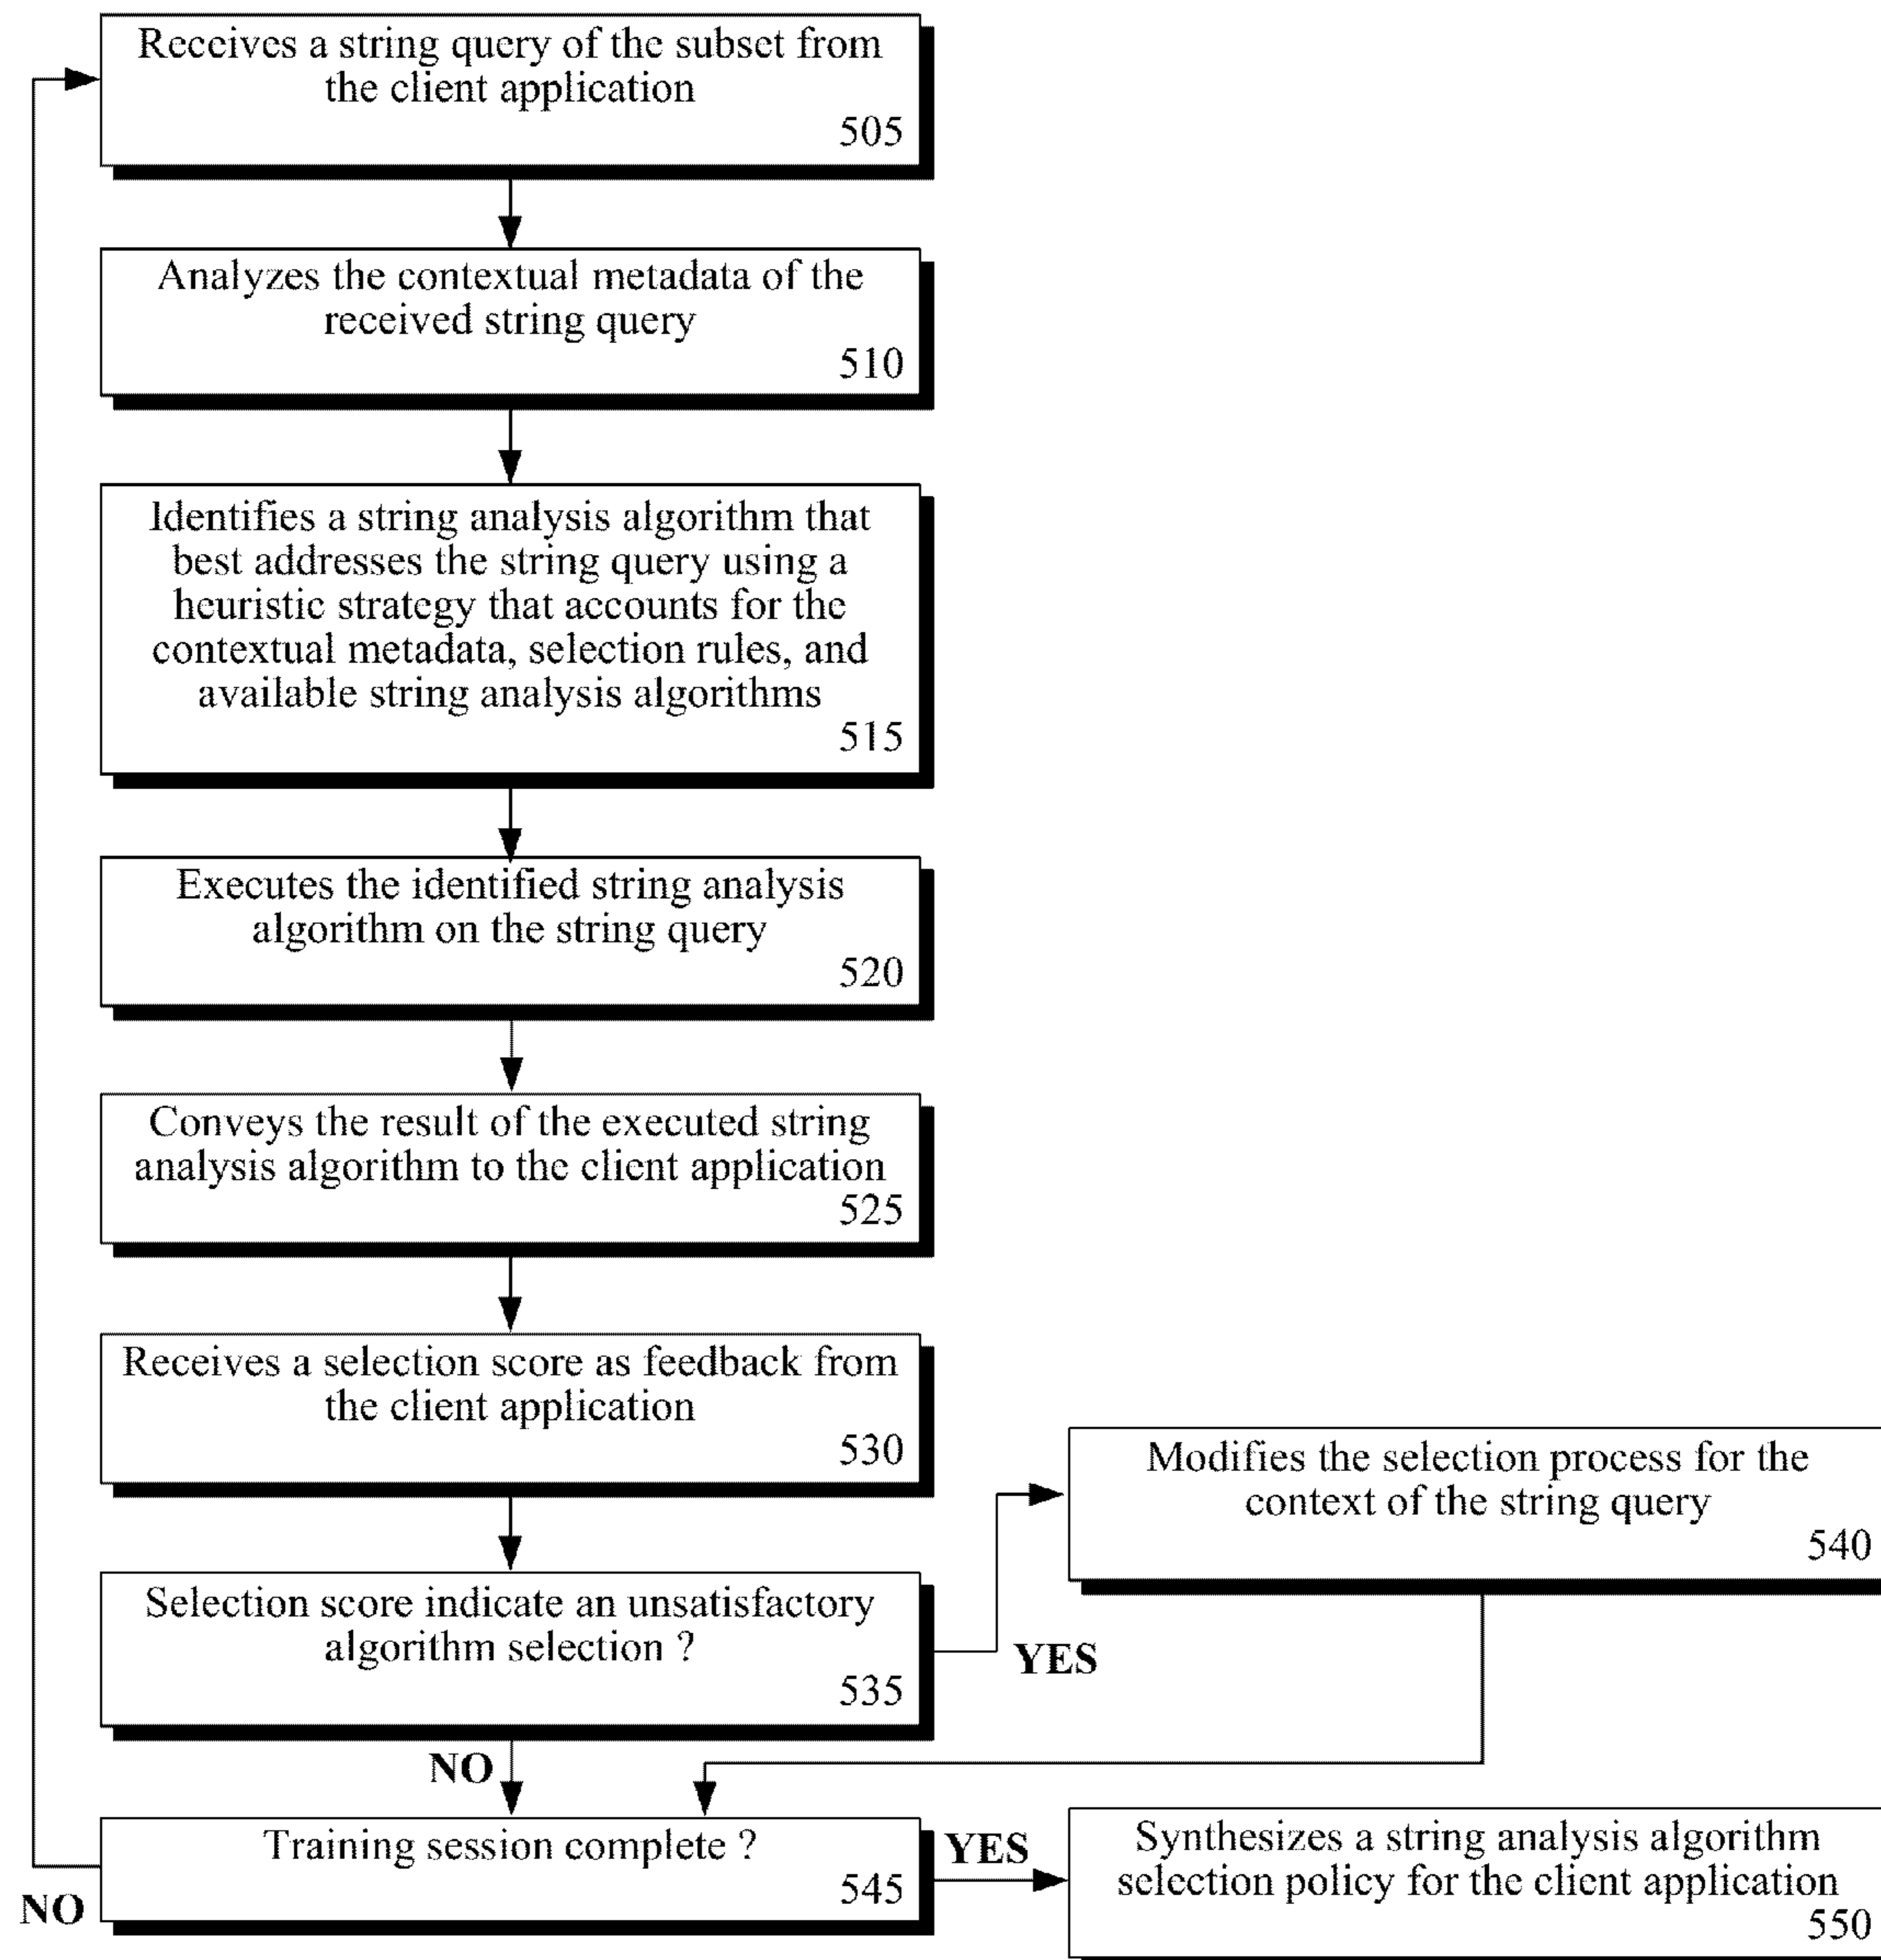 Receives a string query of the subset from
the client application
505
Analyzes the contextual metadata of the
received string query
510
Identifies a string analysis algorithm that
best addresses the string query using a
heuristic strategy that accounts for the
contextual metadata, selection rules, and
available string analysis algorithms
515
Executes the identified string analysis
algorithm on the string query
520
Conveys the result of the executed string
analysis algorithm to the client application
525
Receives a selection score as feedback from
the client application
530
Modifies the selection process for the
context of the string query
540
Selection score indicate an unsatisfactory
algorithm selection ?
535
YES
NO
Training session complete ?
545
YES
NO
Synthesizes a string analysis algorithm
selection policy for the client application
550